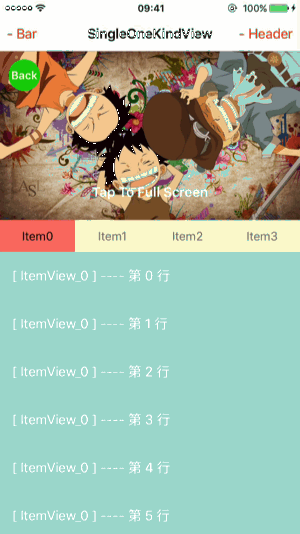 09:41
100%
- Bar
SingleOneKindView
- Header
Back
Tap To Full Screen
Item0
Item1
Item2
Item3
[ ItemView_0 ] ---- 第 0 行
[ ItemView_0 ] ---- 第 1 行
[ ItemView_0 ] ---- 第 2 行
[ ItemView_0 ] ---- 第 3 行
[ ItemView_0 ] ---- 第 4 行
[ ItemView_0 ] ---- 第 5 行